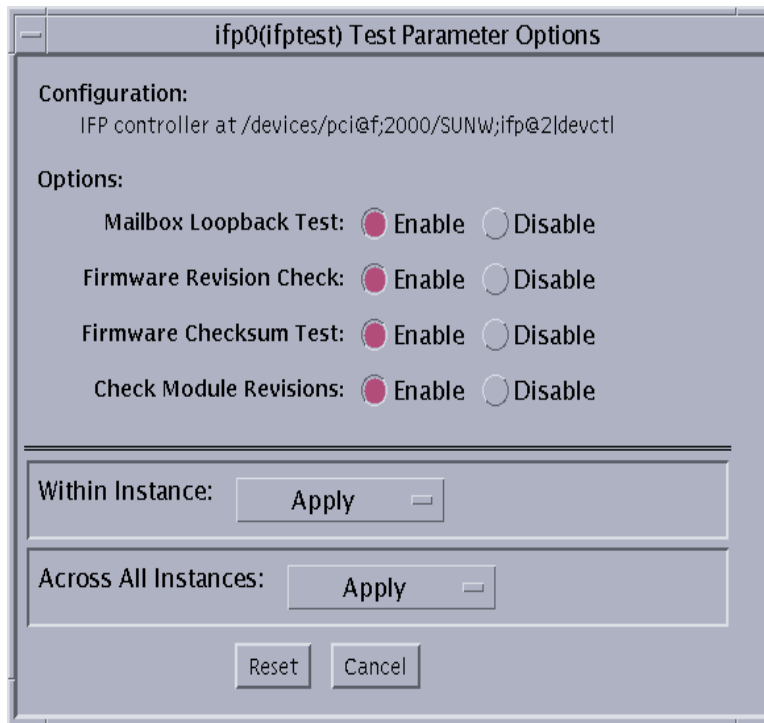 ifp0(ifptest) Test Parameter Options
Configuration:
IFP controller at /devices/pci@f;2000/SUNW;ifp@2|devctl
Options:
Mailbox Loopback Test: Enable Disable
Firmware Revision Check: Enable Disable
Firmware Checksum Test: Enable Disable
Check Module Revisions: Enable Disable
Within Instance: Apply
Across All Instances: Apply
Reset Cancel